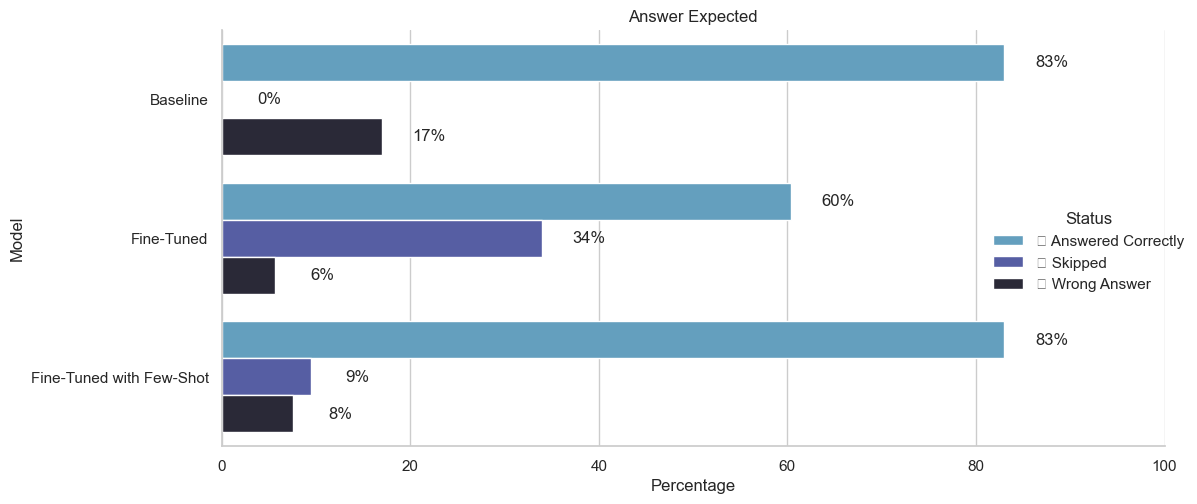 Answer Expected
83%
Baseline
0%
17%
60%
Fine-Tuned
34%
6%
83%
Fine-Tuned with Few-Shot
9%
8%
Model
Status
Answered Correctly
Skipped
Wrong Answer
0 20 40 60 80 100
Percentage